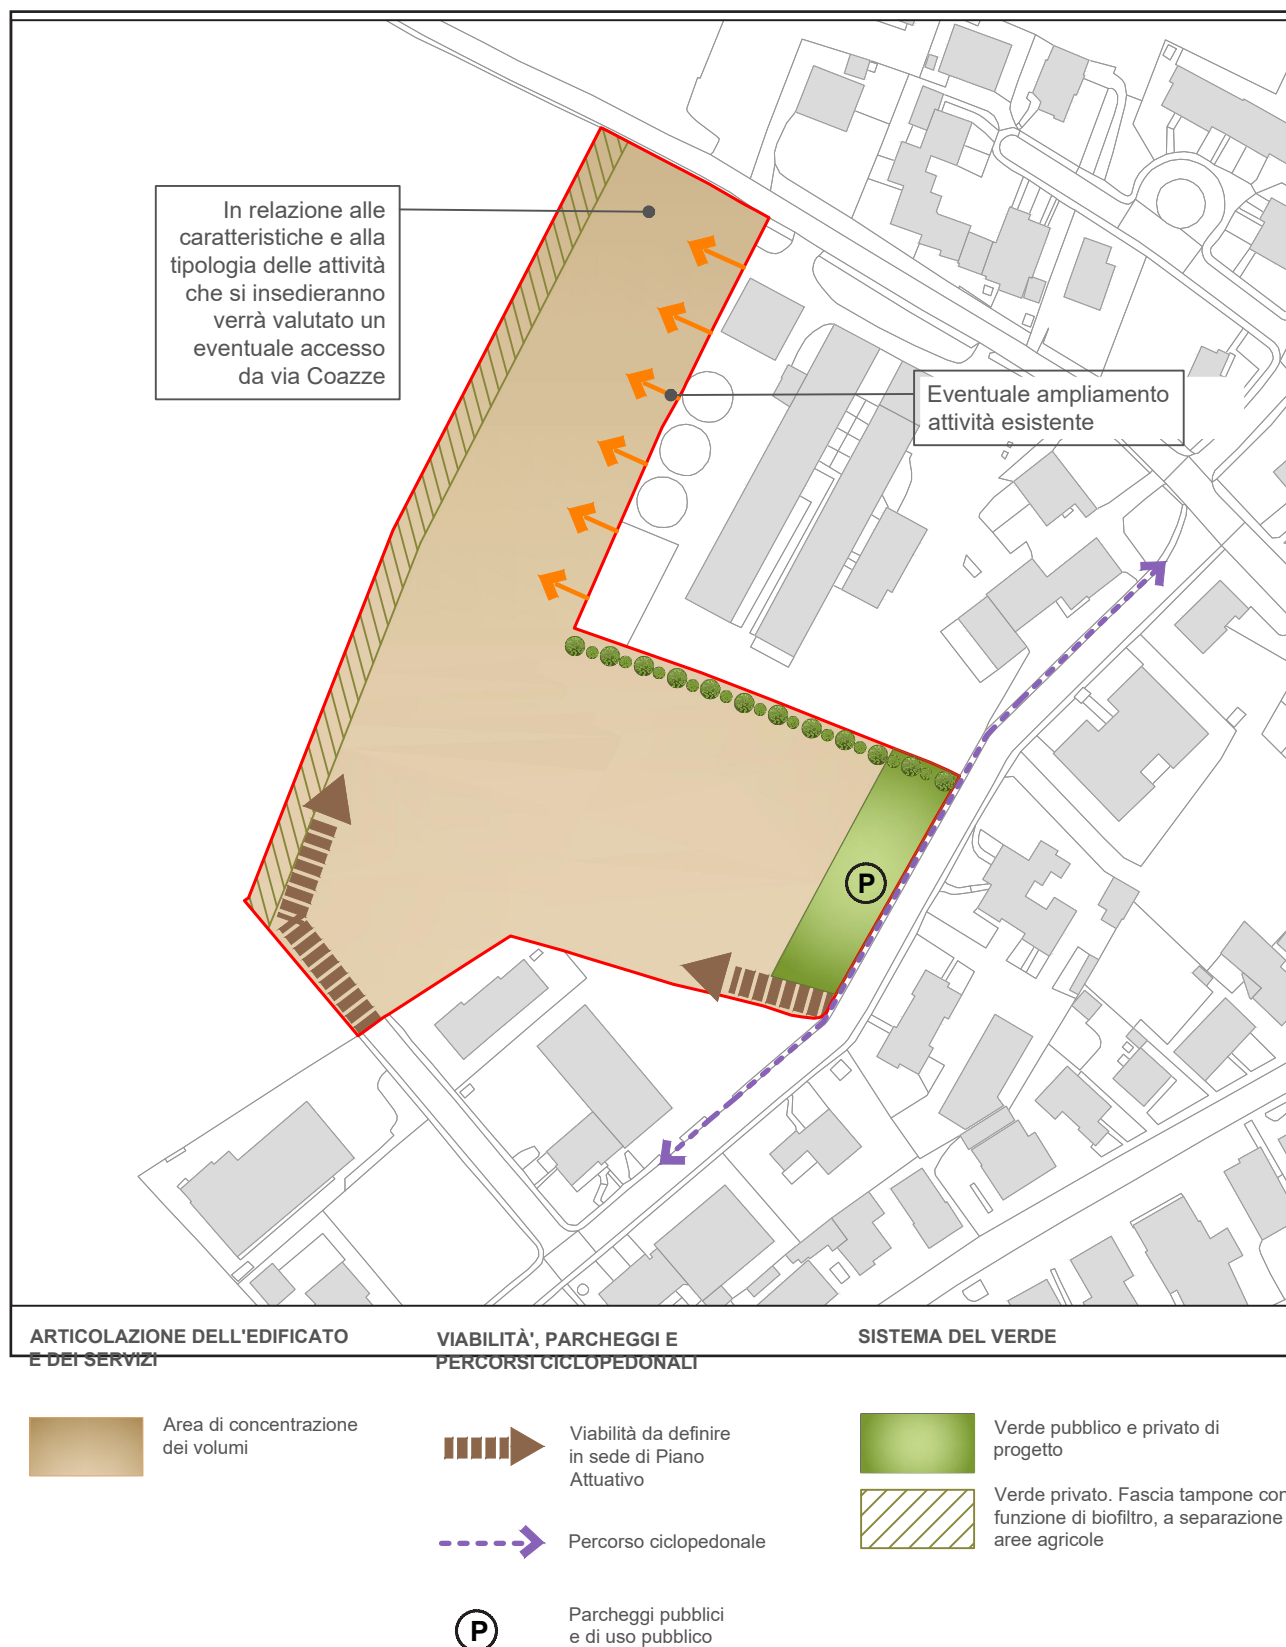 In relazione alle
caratteristiche e alla
tipologia delle attività
che si insedieranno
verrà valutato un
eventuale accesso
da via Coazze
Eventuale ampliamento
attività esistente
P
ARTICOLAZIONE DELL'EDIFICATO
E DEI SERVIZI
Area di concentrazione
dei volumi
VIABILITÀ', PARCHEGGI E
PERCORSI CICLOPEDONALI
Viabilità da definire
in sede di Piano
Attuativo
Percorso ciclopedonale
P
Parcheggi pubblici
e di uso pubblico
SISTEMA DEL VERDE
Verde pubblico e privato di
progetto
Verde privato. Fascia tampone con
funzione di biofiltro, a separazione
aree agricole